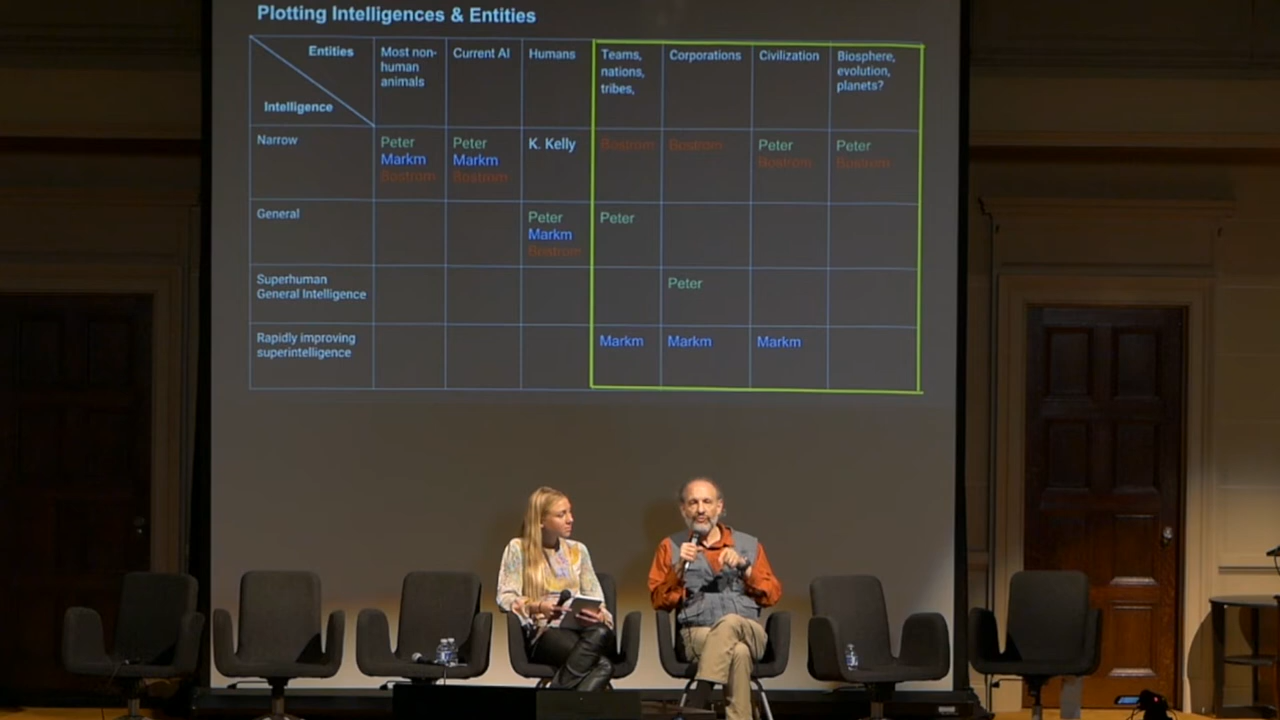 Plotting Intelligences & Entities
Entities
Intelligence
Most non-
human
animals
Current AI
Humans
Teams,
nations,
tribes,
Corporations
Civilization
Biosphere,
evolution,
planets?
Narrow
Peter
Markm
Bostrom
Peter
Markm
Bostrom
K. Kelly
Bostrom
Bostrom
Peter
Bostrom
Peter
Bostrom
General
Peter
Markm
Bostrom
Peter
Superhuman
General Intelligence
Peter
Rapidly improving
superintelligence
Markm
Markm
Markm